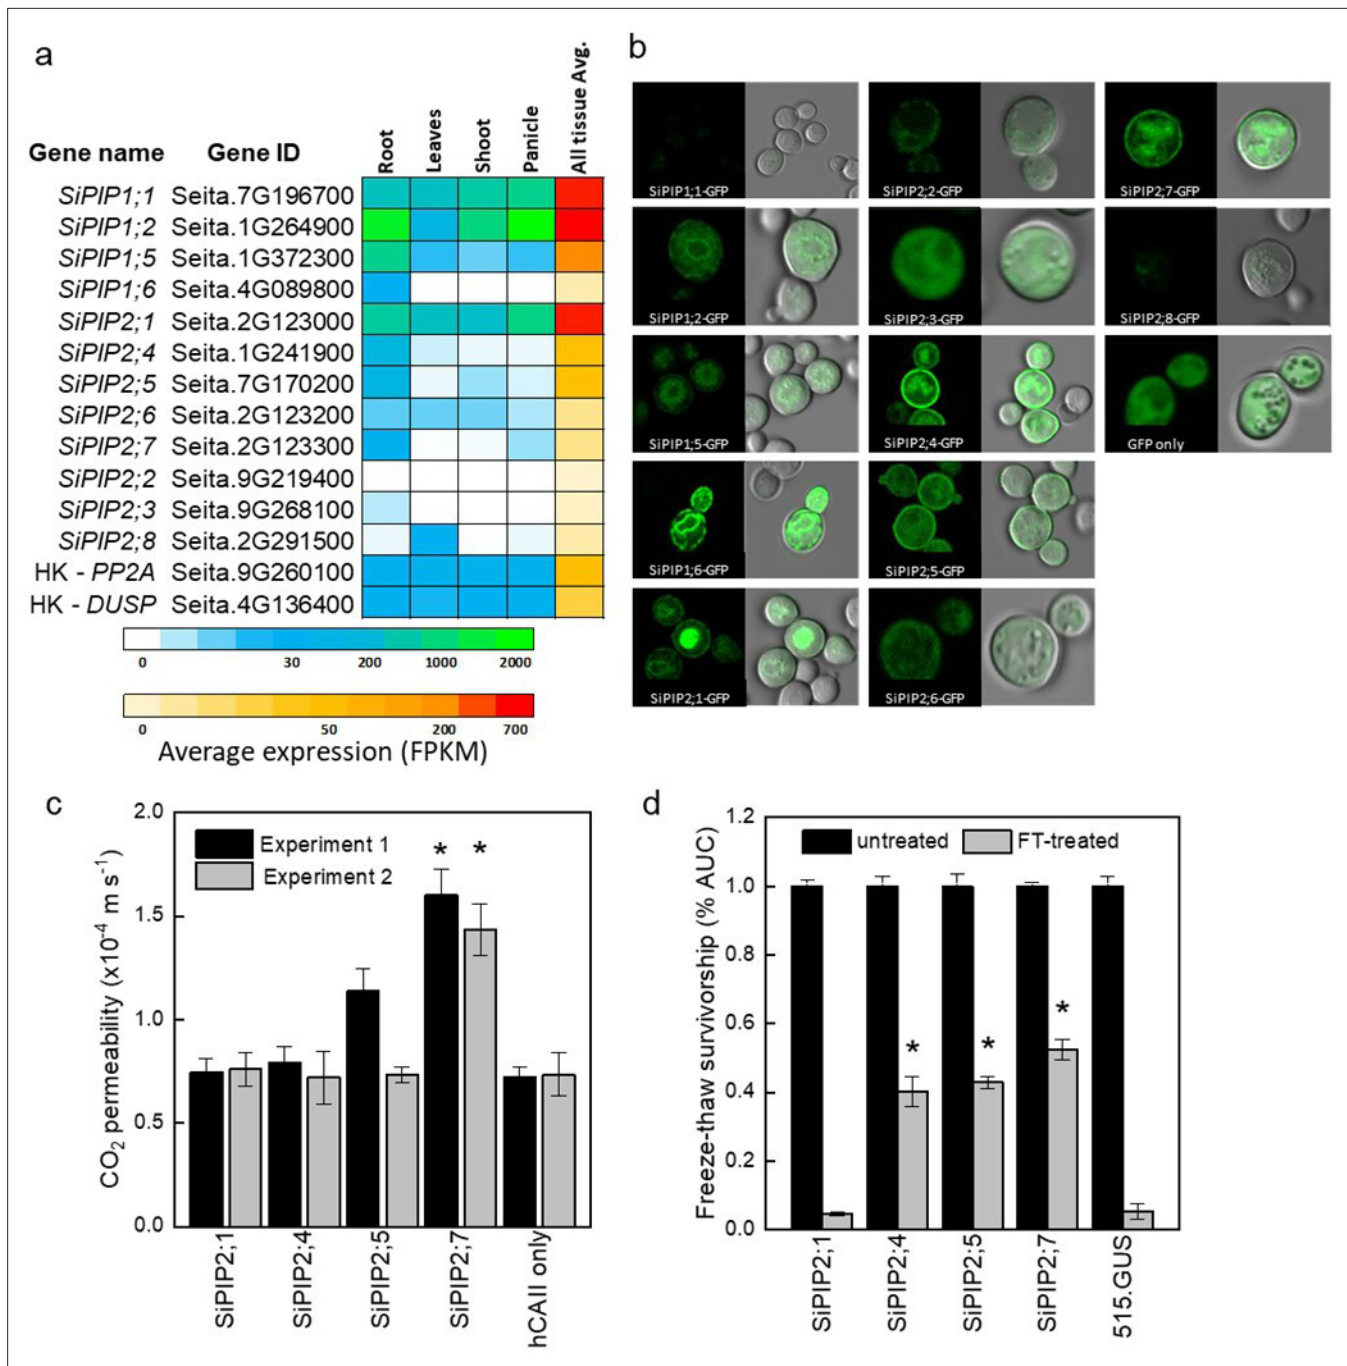 a
Gene name Gene ID Root Leaves Shoot Panicle All tissue Avg.
SiPIP1;1 Seita.7G196700
SiPIP1;2 Seita.1G264900
SiPIP1;5 Seita.1G372300
SiPIP1;6 Seita.4G089800
SiPIP2;1 Seita.2G123000
SiPIP2;4 Seita.1G241900
SiPIP2;5 Seita.7G170200
SiPIP2;6 Seita.2G123200
SiPIP2;7 Seita.2G123300
SiPIP2;2 Seita.9G219400
SiPIP2;3 Seita.9G268100
SiPIP2;8 Seita.2G291500
HK - PP2A Seita.9G260100
HK - DUSP Seita.4G136400
0 30 200 1000 2000
0 50 200 700
Average expression (FPKM)
b
SiPIP1;1-GFP SiPIP2;2-GFP SiPIP2;7-GFP
SiPIP1;2-GFP SiPIP2;3-GFP SiPIP2;8-GFP
SiPIP1;5-GFP SiPIP2;4-GFP GFP only
SiPIP1;6-GFP SiPIP2;5-GFP
SiPIP2;1-GFP SiPIP2;6-GFP
c
CO2 permeability (x10-4 m s-1)
2.0
1.5
1.0
0.5
0.0
Experiment 1
Experiment 2
* *
SiPIP2;1 SiPIP2;4 SiPIP2;5 SiPIP2;7 hCAII only
d
Freeze-thaw survivorship (% AUC)
1.2
1.0
0.8
0.6
0.4
0.2
0.0
untreated FT-treated
* * *
SiPIP2;1 SiPIP2;4 SiPIP2;5 SiPIP2;7 515.GUS